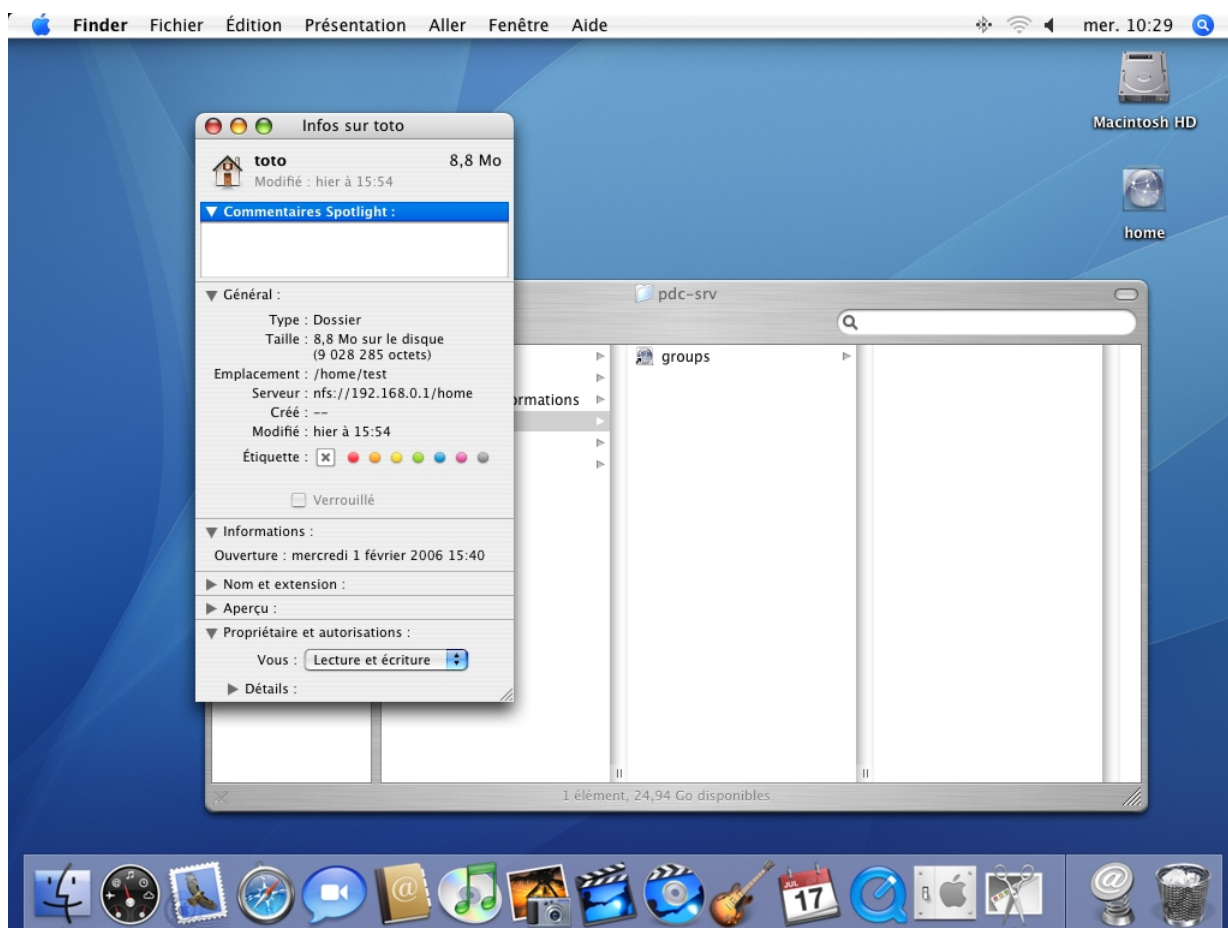 Finder Fichier Édition Présentation Aller Fenêtre Aide mer. 10:29
Macintosh HD
home
Infos sur toto
toto 8,8 Mo
Modifié : hier à 15:54
Commentaires Spotlight :
Général :
Type : Dossier
Taille : 8,8 Mo sur le disque
(9 028 285 octets)
Emplacement : /home/test
Serveur : nfs://192.168.0.1/home
Créé : --
Modifié : hier à 15:54
Étiquette :
Verrouillé
Informations :
Ouverture : mercredi 1 février 2006 15:40
Nom et extension :
Aperçu :
Propriétaire et autorisations :
Vous : Lecture et écriture
Détails :
pdc-srv
groups
1 élément, 24,94 Go disponibles
JUL
17